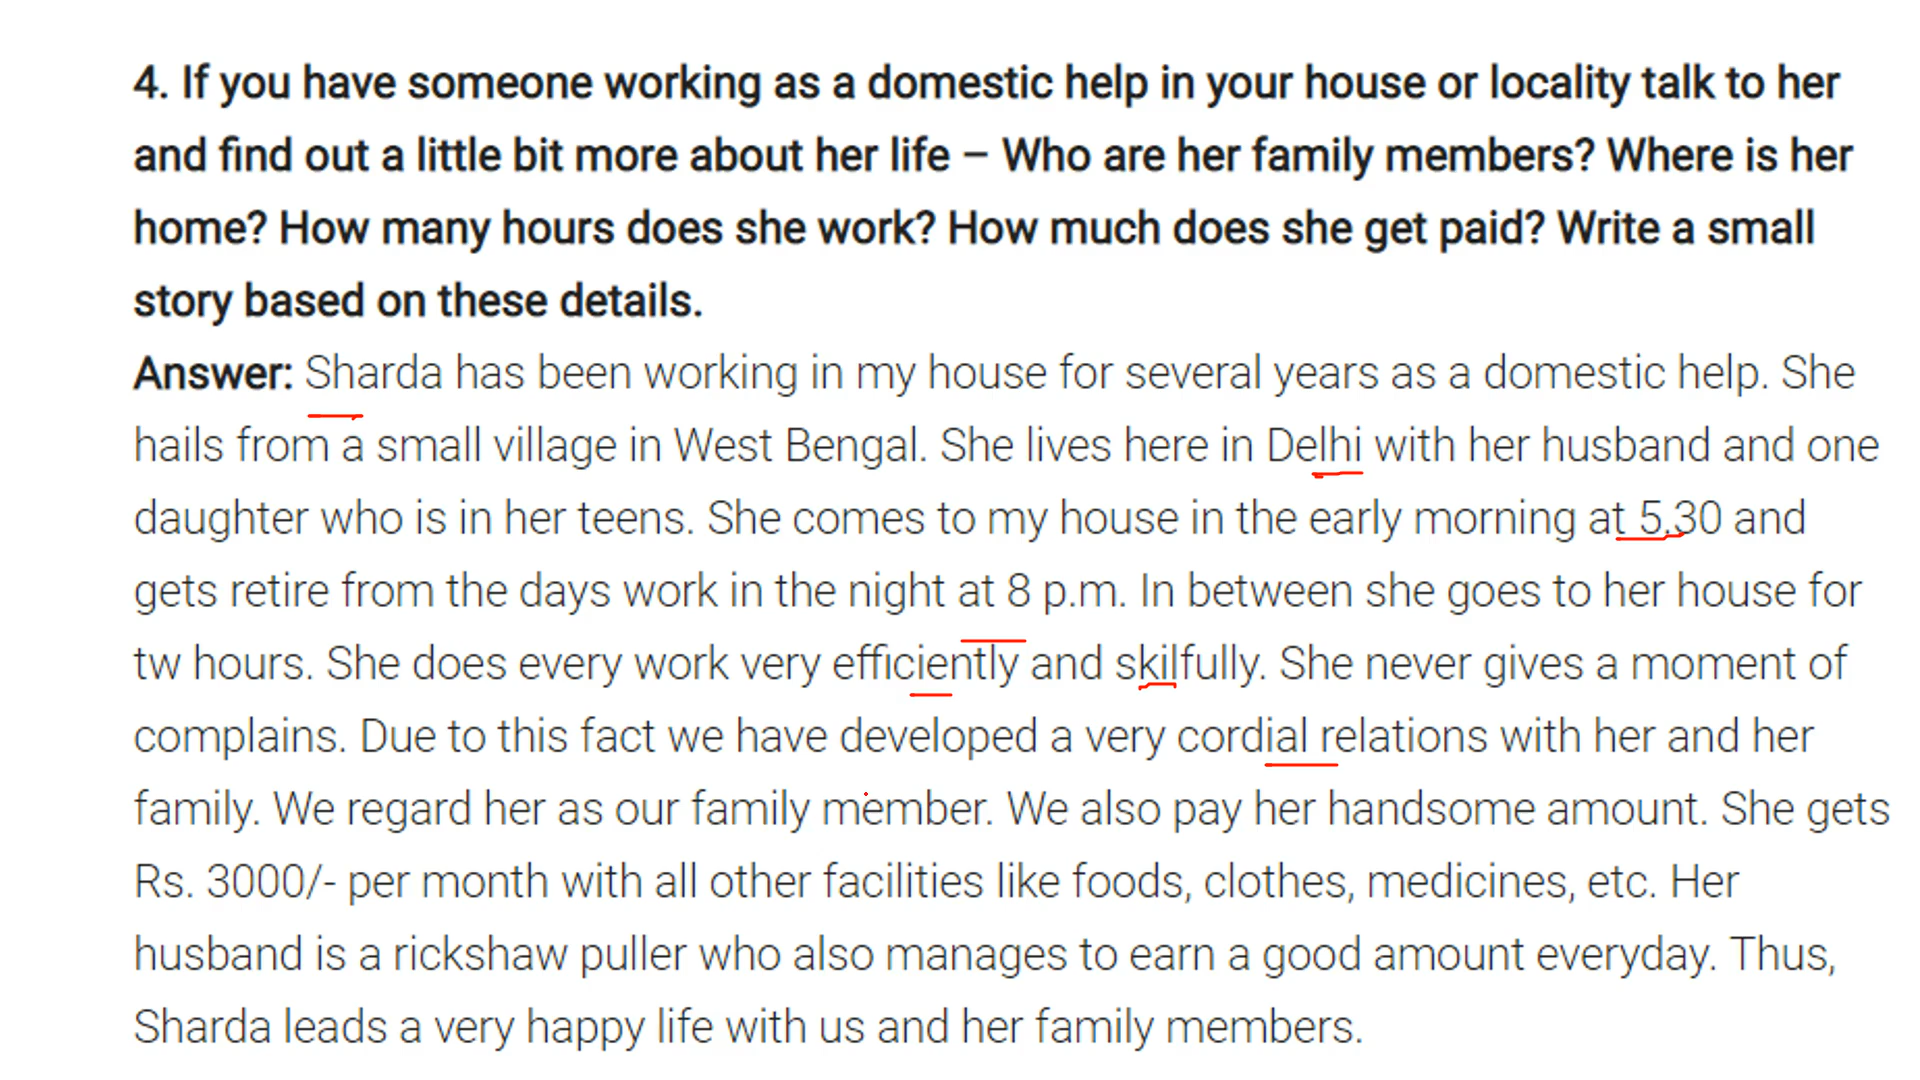 4. If you have someone working as a domestic help in your house or locality talk to her
and find out a little bit more about her life – Who are her family members? Where is her
home? How many hours does she work? How much does she get paid? Write a small
story based on these details.
Answer: Sharda has been working in my house for several years as a domestic help. She
hails from a small village in West Bengal. She lives here in Delhi with her husband and one
daughter who is in her teens. She comes to my house in the early morning at 5.30 and
gets retire from the days work in the night at 8 p.m. In between she goes to her house for
tw hours. She does every work very efficiently and skilfully. She never gives a moment of
complains. Due to this fact we have developed a very cordial relations with her and her
family. We regard her as our family member. We also pay her handsome amount. She gets
Rs. 3000/- per month with all other facilities like foods, clothes, medicines, etc. Her
husband is a rickshaw puller who also manages to earn a good amount everyday. Thus,
Sharda leads a very happy life with us and her family members.